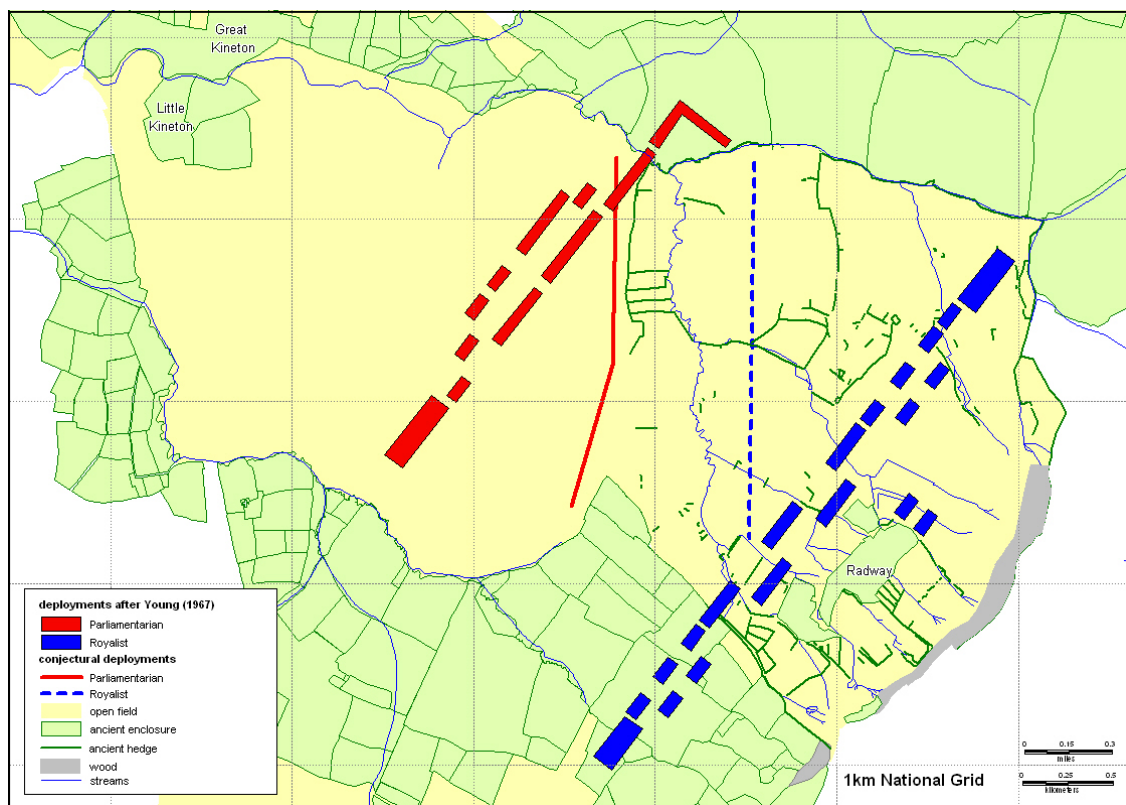 Great
Kineton
Little
Kineton
Radway
deployments after Young (1967)
Parliamentarian
Royalist
conjectural deployments
Parliamentarian
Royalist
open field
ancient enclosure
ancient hedge
wood
streams
1km National Grid
0 0.15 0.3
miles
0 0.25 0.5
kilometers